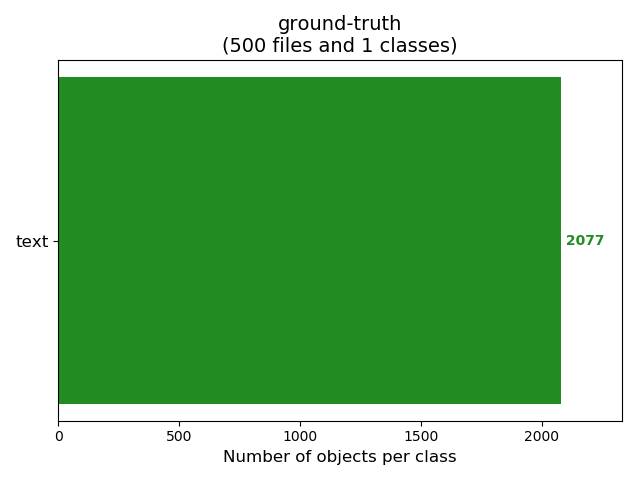 ground-truth
(500 files and 1 classes)
text
2077
0
500
1000
1500
2000
Number of objects per class